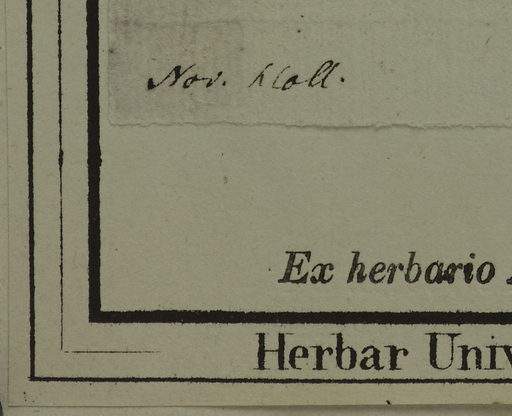 Nov. Holl.
Ex herbario
Herbar Univ